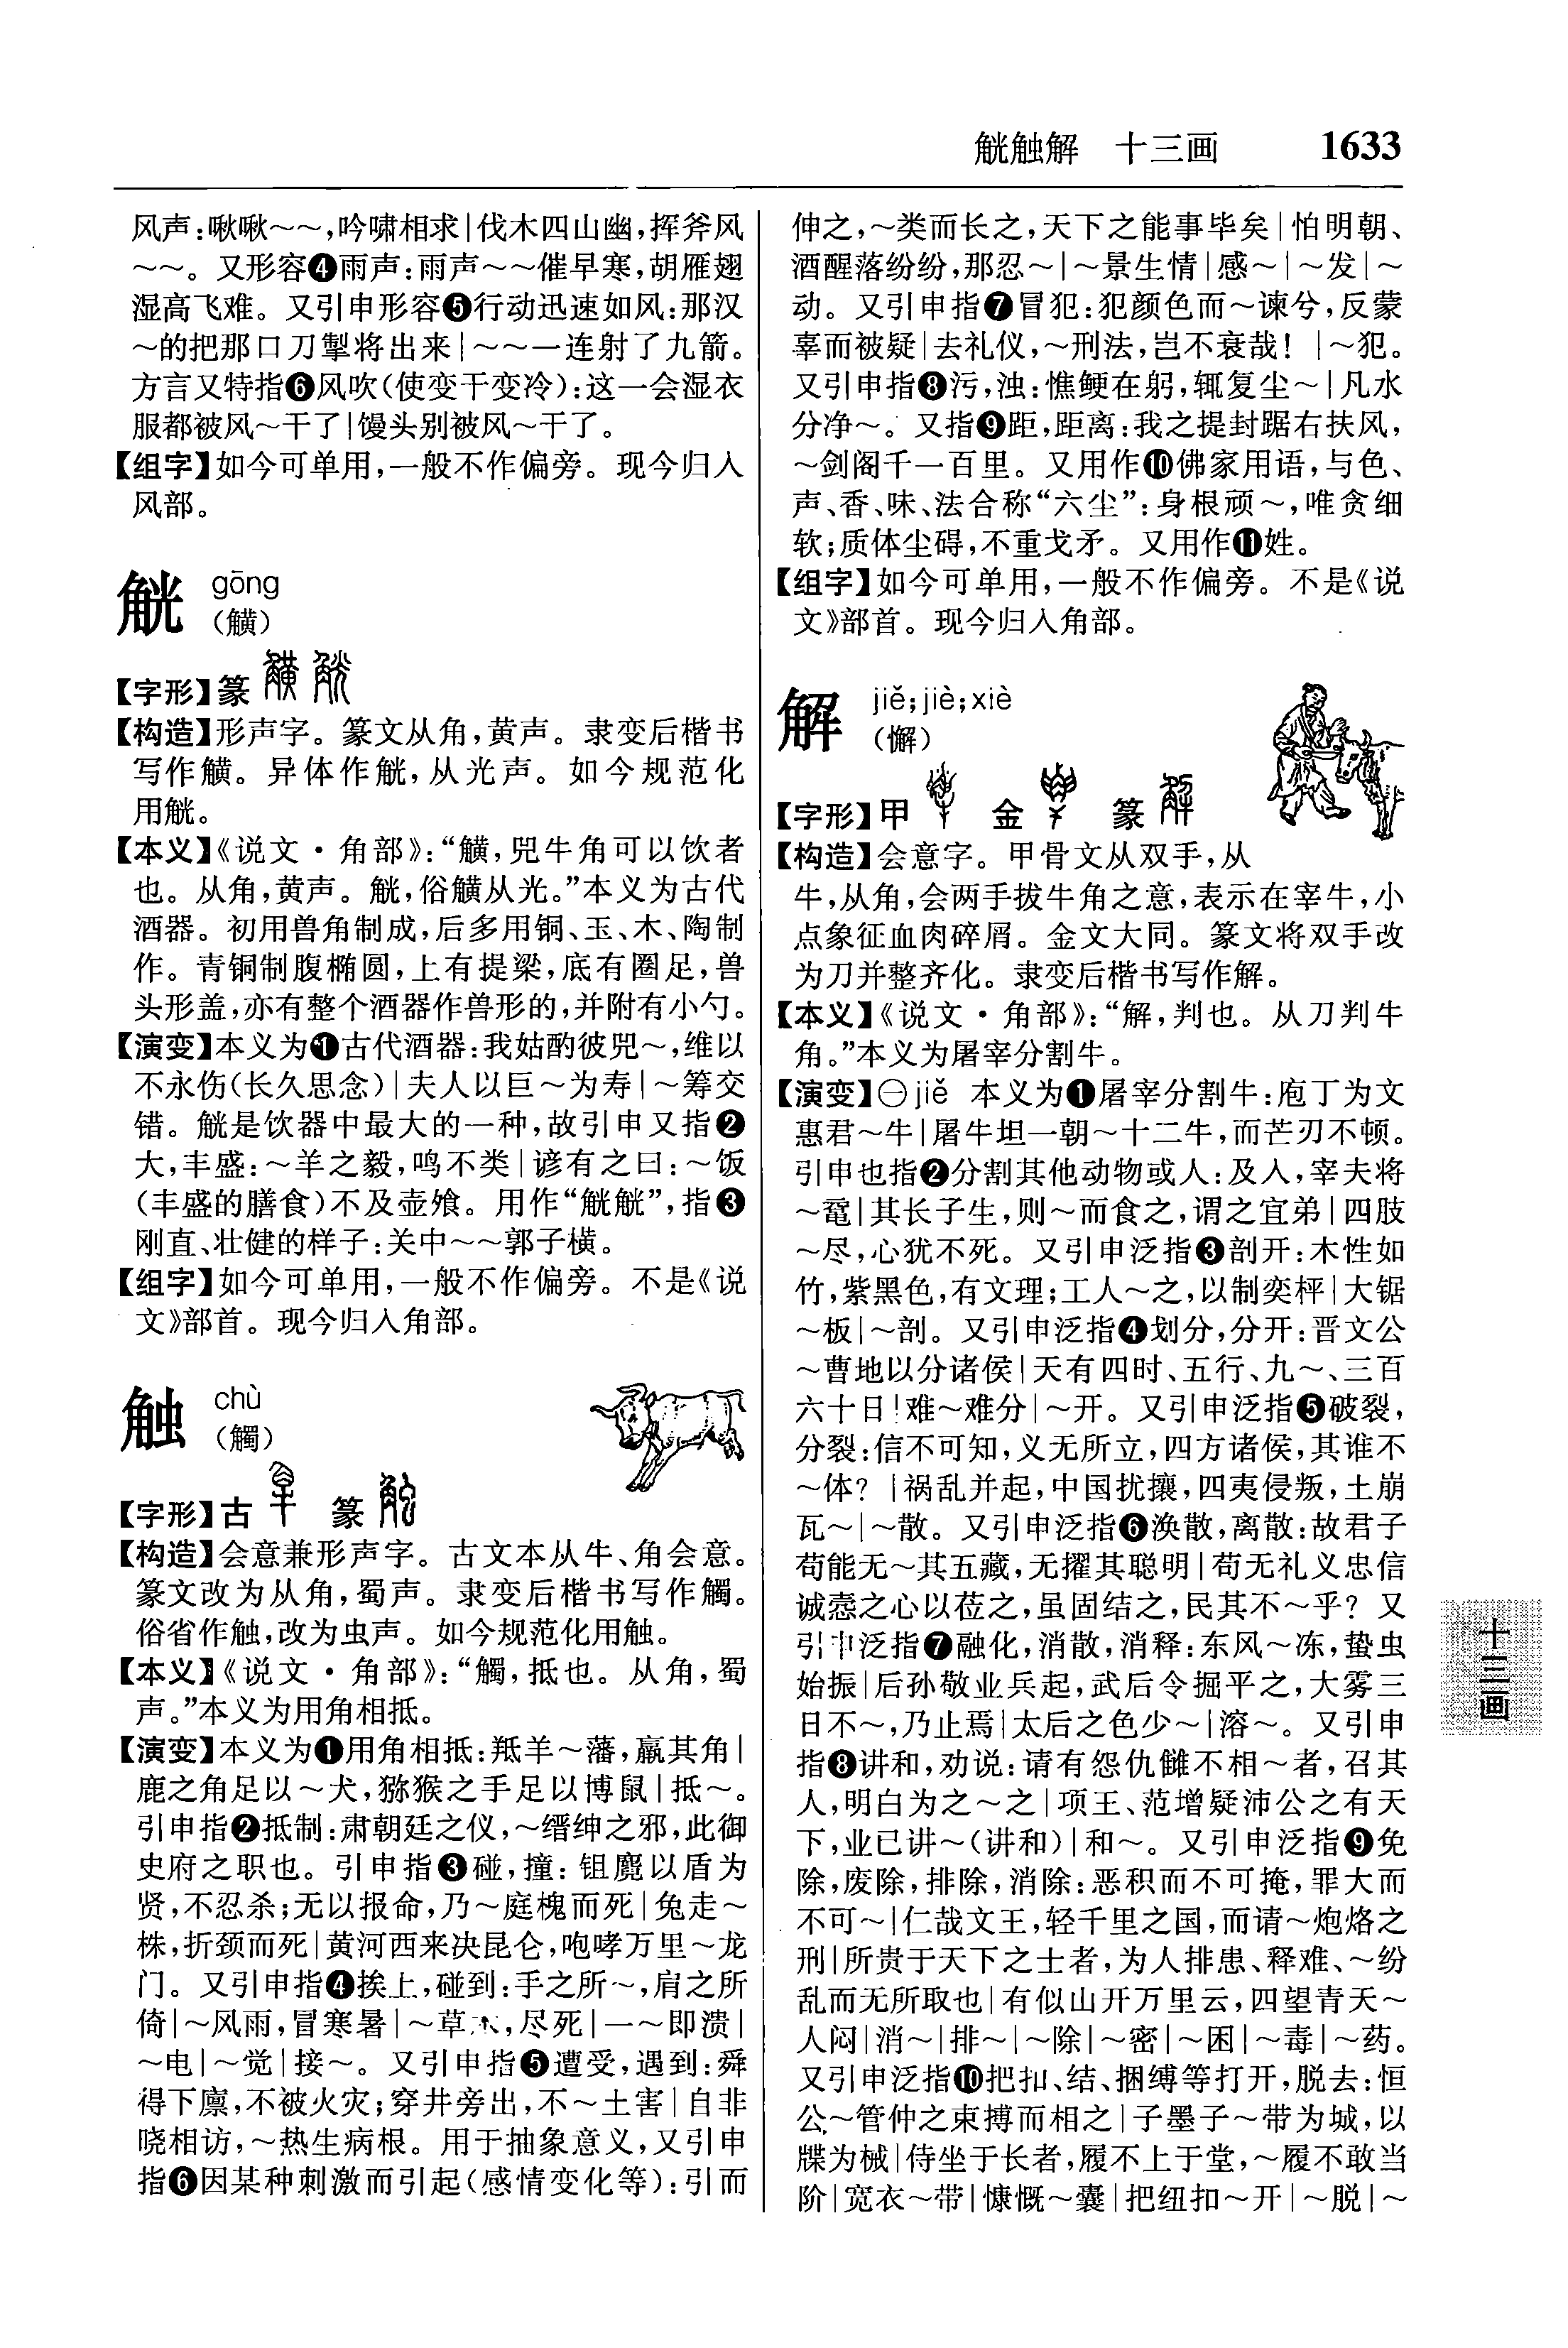 觥触解　十三画　1633
风声:啾啾～～,吟啸相求|伐木四山幽,挥斧风
～～。又形容❹雨声:雨声～～催早寒,胡雁翅
湿高飞难。又引申形容❺行动迅速如风:那汉
～的把那口刀掣将出来|～～一连射了九箭。
方言又特指❻风吹(使变干变冷):这一会湿衣
服都被风～干了|馒头别被风～干了。
【组字】如今可单用,一般不作偏旁。现今归入
风部。
觥 gōng
(觵)
【字形】篆
【构造】形声字。篆文从角,黄声。隶变后楷书
写作觵。异体作觥,从光声。如今规范化
用觥。
【本义】《说文·角部》:“觵,兕牛角可以饮者
也。从角,黄声。觥,俗觵从光。”本义为古代
酒器。初用兽角制成,后多用铜、玉、木、陶制
作。青铜制腹椭圆,上有提梁,底有圈足,兽
头形盖,亦有整个酒器作兽形的,并附有小勺。
【演变】本义为❶古代酒器:我姑酌彼兕～,维以
不永伤(长久思念)|夫人以巨～为寿|～筹交
错。觥是饮器中最大的一种,故引申又指❷
大,丰盛:～羊之毅,鸣不类|谚有之曰:～饭
(丰盛的膳食)不及壶飧。用作“觥觥”,指❸
刚直、壮健的样子:关中～～郭子横。
【组字】如今可单用,一般不作偏旁。不是《说
文》部首。现今归入角部。
触 chù
(觸)
【字形】古　篆
【构造】会意兼形声字。古文本从牛、角会意。
篆文改为从角,蜀声。隶变后楷书写作觸。
俗省作触,改为虫声。如今规范化用触。
【本义】《说文·角部》:“觸,抵也。从角,蜀
声。”本义为用角相抵。
【演变】本义为❶用角相抵:羝羊～藩,羸其角|
鹿之角足以～犬,猕猴之手足以博鼠|抵～。
引申指❷抵制:肃朝廷之仪,～缙绅之邪,此御
史府之职也。引申指❸碰,撞:钼麑以盾为
贤,不忍杀;无以报命,乃～庭槐而死|兔走～
株,折颈而死|黄河西来决昆仑,咆哮万里～龙
门。又引申指❹挨上,碰到:手之所～,肩之所
倚|～风雨,冒寒暑|～草木,尽死|一～即溃|
～电|～觉|接～。又引申指❺遭受,遇到:舜
得下廪,不被火灾;穿井旁出,不～土害|自非
晓相访,～热生病根。用于抽象意义,又引申
指❻因某种刺激而引起(感情变化等):引而
伸之,～类而长之,天下之能事毕矣|怕明朝、
酒醒落纷纷,那忍～|～景生情|感～|～发|～
动。又引申指❼冒犯:犯颜色而～谏兮,反蒙
辜而被疑|去礼仪,～刑法,岂不哀哉!|～犯。
又引申指❽污,浊:憔鲠在躬,辄复尘～|凡水
分净～。又指❾距,距离:我之提封踞右扶风,
～剑阁千一百里。又用作❿佛家用语,与色、
声、香、味、法合称“六尘”:身根顽～,唯贪细
软;质体尘碍,不重戈矛。又用作⓫姓。
【组字】如今可单用,一般不作偏旁。不是《说
文》部首。现今归入角部。
解 jiě;jiè;xiè
(懈)
【字形】甲　金　篆
【构造】会意字。甲骨文从双手,从
牛,从角,会两手拔牛角之意,表示在宰牛,小
点象征血肉碎屑。金文大同。篆文将双手改
为刀并整齐化。隶变后楷书写作解。
【本义】《说文·角部》:“解,判也。从刀判牛
角。”本义为屠宰分割牛。
【演变】㊀jiě 本义为❶屠宰分割牛:庖丁为文
惠君～牛|屠牛坦一朝～十二牛,而芒刃不顿。
引申也指❷分割其他动物或人:及入,宰夫将
～鼋|其长子生,则～而食之,谓之宜弟|四肢
～尽,心犹不死。又引申泛指❸剖开:木性如
竹,紫黑色,有文理;工人～之,以制奕枰|大锯
～板|～剖。又引申泛指❹划分,分开:晋文公
～曹地以分诸侯|天有四时、五行、九～、三百
六十日|难～难分|～开。又引申泛指❺破裂,
分裂:信不可知,义无所立,四方诸侯,其谁不
～体?|祸乱并起,中国扰攘,四夷侵叛,土崩
瓦～|～散。又引申泛指❻涣散,离散:故君子
苟能无～其五藏,无擢其聪明|苟无礼义忠信
诚悫之心以莅之,虽固结之,民其不～乎?又
引申泛指❼融化,消散,消释:东风～冻,蛰虫
始振|后孙敬业兵起,武后令掘平之,大雾三
日不～,乃止焉|太后之色少～|溶～。又引申
指❽讲和,劝说:请有怨仇雠不相～者,召其
人,明白为之～之|项王、范增疑沛公之有天
下,业已讲～(讲和)|和～。又引申泛指❾免
除,废除,排除,消除:恶积而不可掩,罪大而
不可～|仁哉文王,轻千里之国,而请～炮烙之
刑|所贵于天下之士者,为人排患、释难、～纷
乱而无所取也|有似山开万里云,四望青天～
人闷|消～|排～|～除|～密|～困|～毒|～药。
又引申泛指❿把扣、结、捆缚等打开,脱去:恒
公～管仲之束搏而相之|子墨子～带为城,以
牒为械|侍坐于长者,履不上于堂,～履不敢当
阶|宽衣～带|慷慨～囊|把纽扣～开|～脱|～
十三画